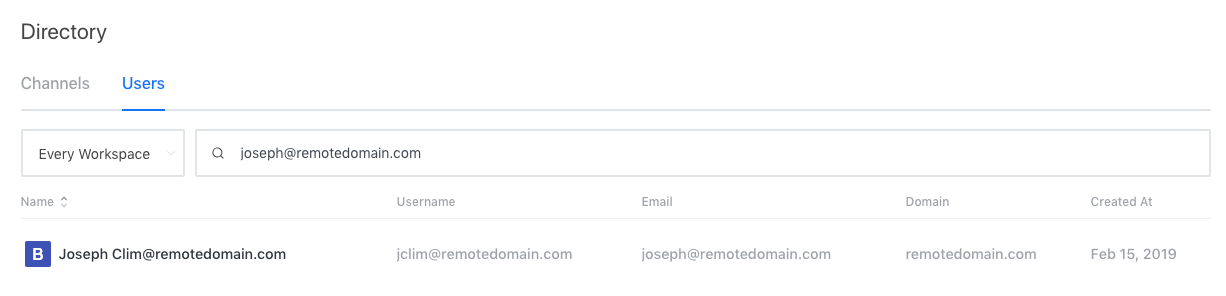 Directory
Channels Users
Every Workspace joseph@remotedomain.com
Name Username Email Domain Created At
B Joseph Clim@remotedomain.com jclim@remotedomain.com joseph@remotedomain.com remotedomain.com Feb 15, 2019